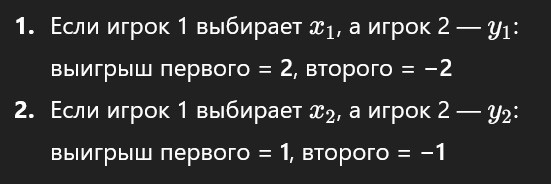 1. Если игрок 1 выбирает x₁, а игрок 2 — y₁:
выигрыш первого = 2, второго = −2
2. Если игрок 1 выбирает x₂, а игрок 2 — y₂:
выигрыш первого = 1, второго = −1